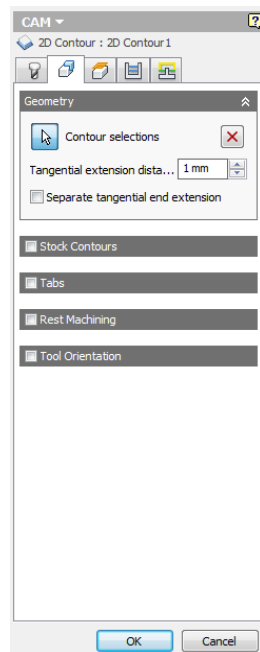 CAM
2D Contour : 2D Contour1
Geometry
Contour selections
Tangential extension dista... 1 mm
Separate tangential end extension
Stock Contours
Tabs
Rest Machining
Tool Orientation
OK Cancel